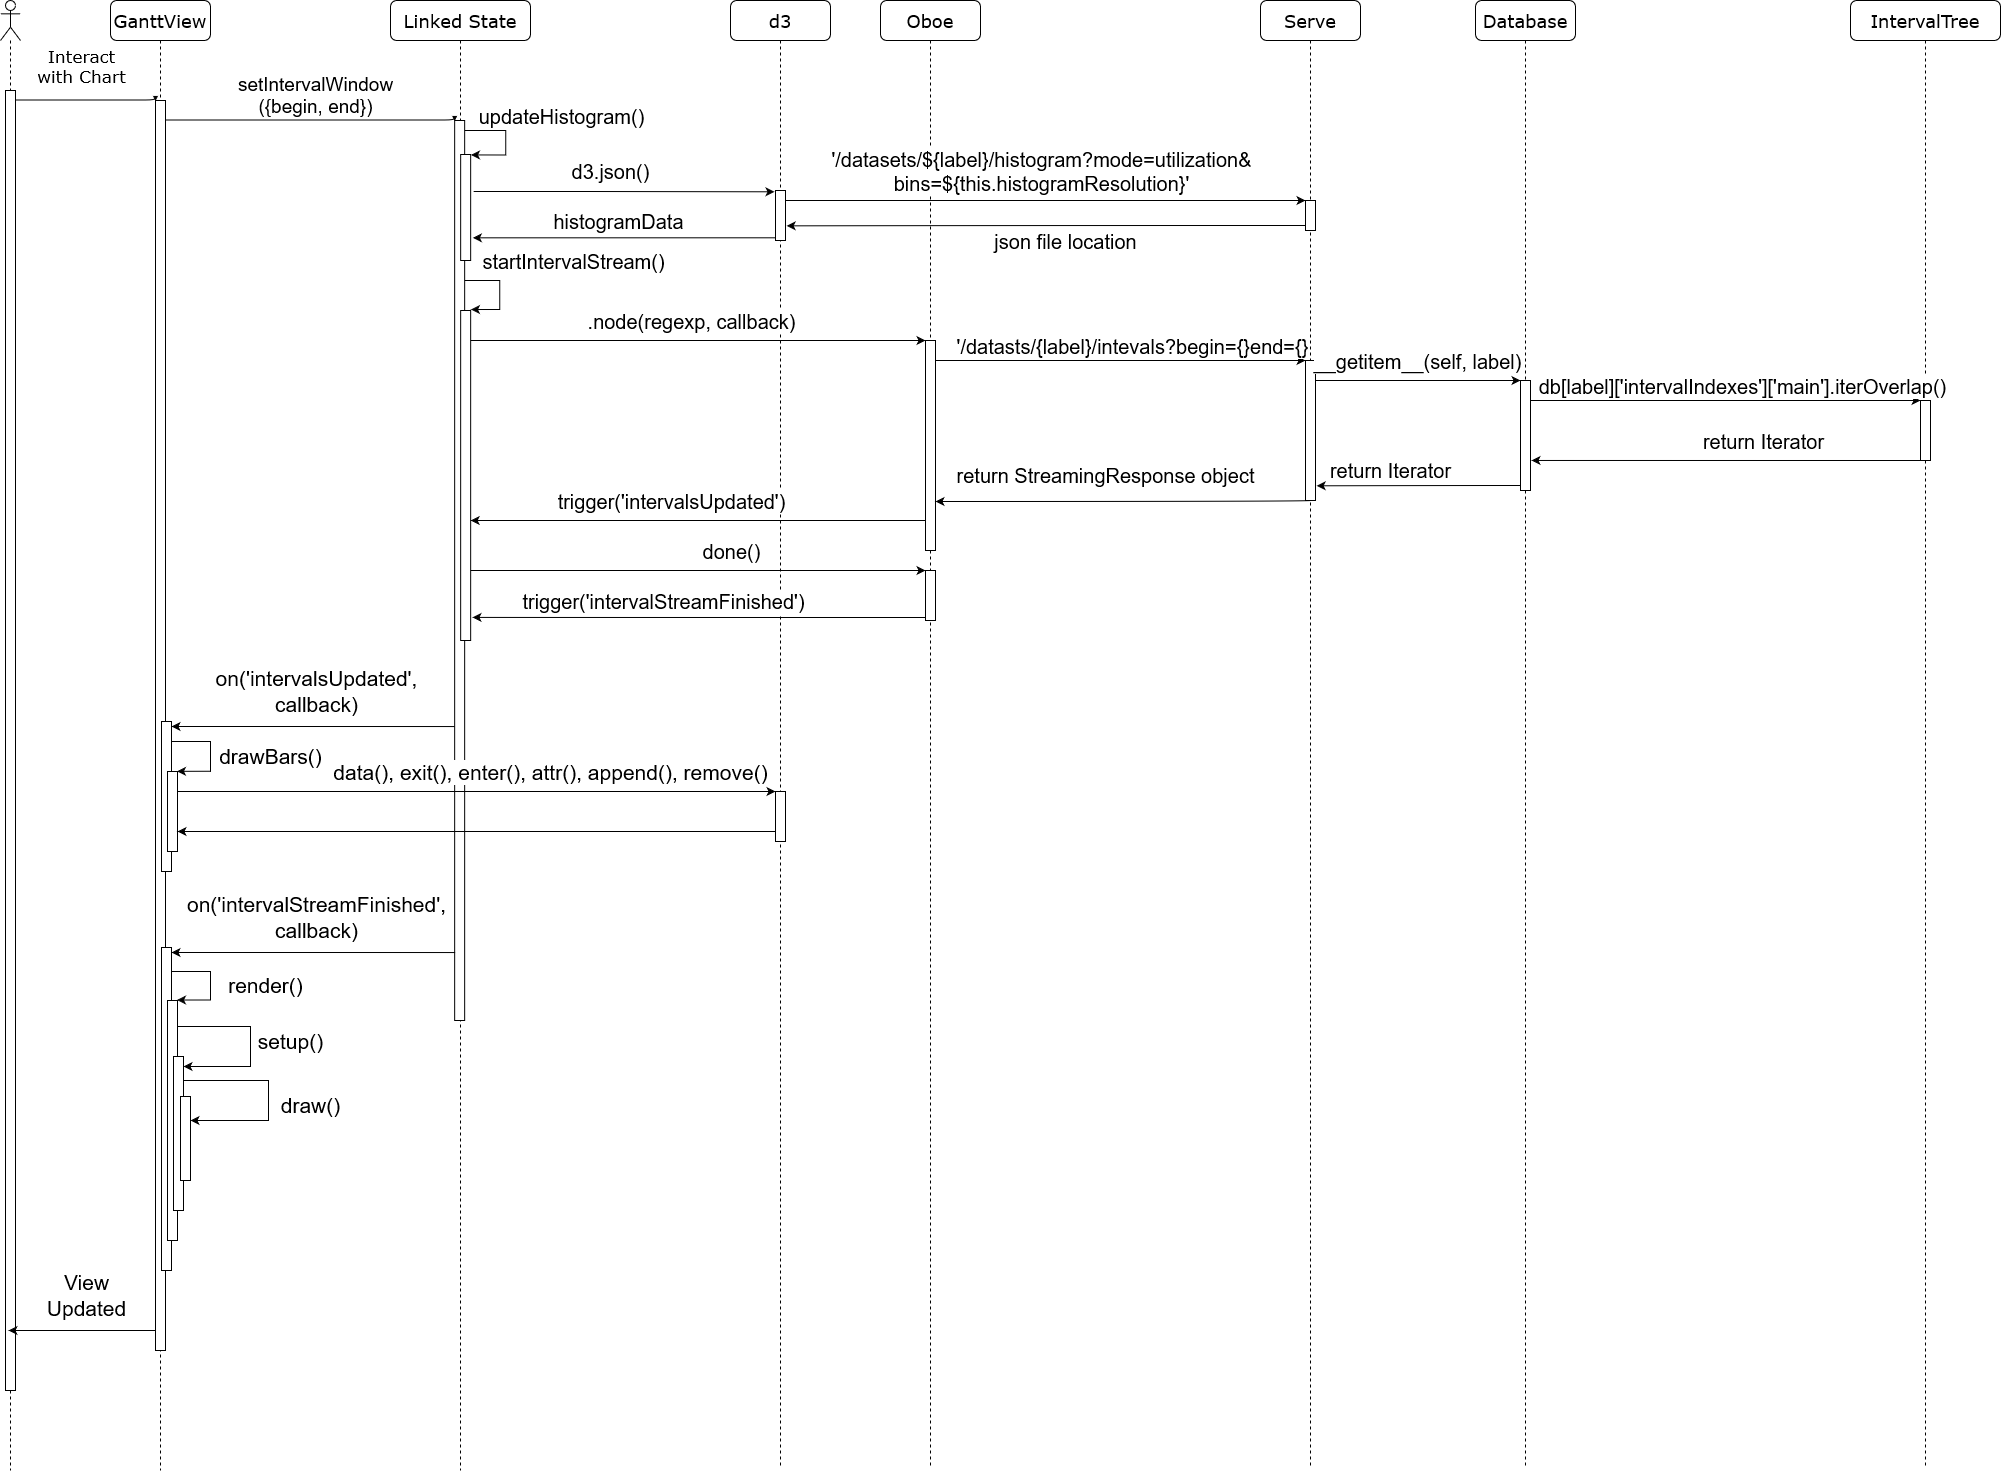 GanttView
Linked State
d3
Oboe
Serve
Database
IntervalTree
Interact
with Chart
setIntervalWindow
({begin, end})
updateHistogram()
d3.json()
'/datasets/${label}/histogram?mode=utilization&
bins=${this.histogramResolution}'
histogramData
json file location
startIntervalStream()
.node(regexp, callback)
'/datasts/{label}/intevals?begin={}end={}
__getitem__(self, label)
db[label]['intervalIndexes']['main'].iterOverlap()
return Iterator
return Iterator
return StreamingResponse object
trigger('intervalsUpdated')
done()
trigger('intervalStreamFinished')
on('intervalsUpdated',
callback)
drawBars()
data(), exit(), enter(), attr(), append(), remove()
on('intervalStreamFinished',
callback)
render()
setup()
draw()
View
Updated